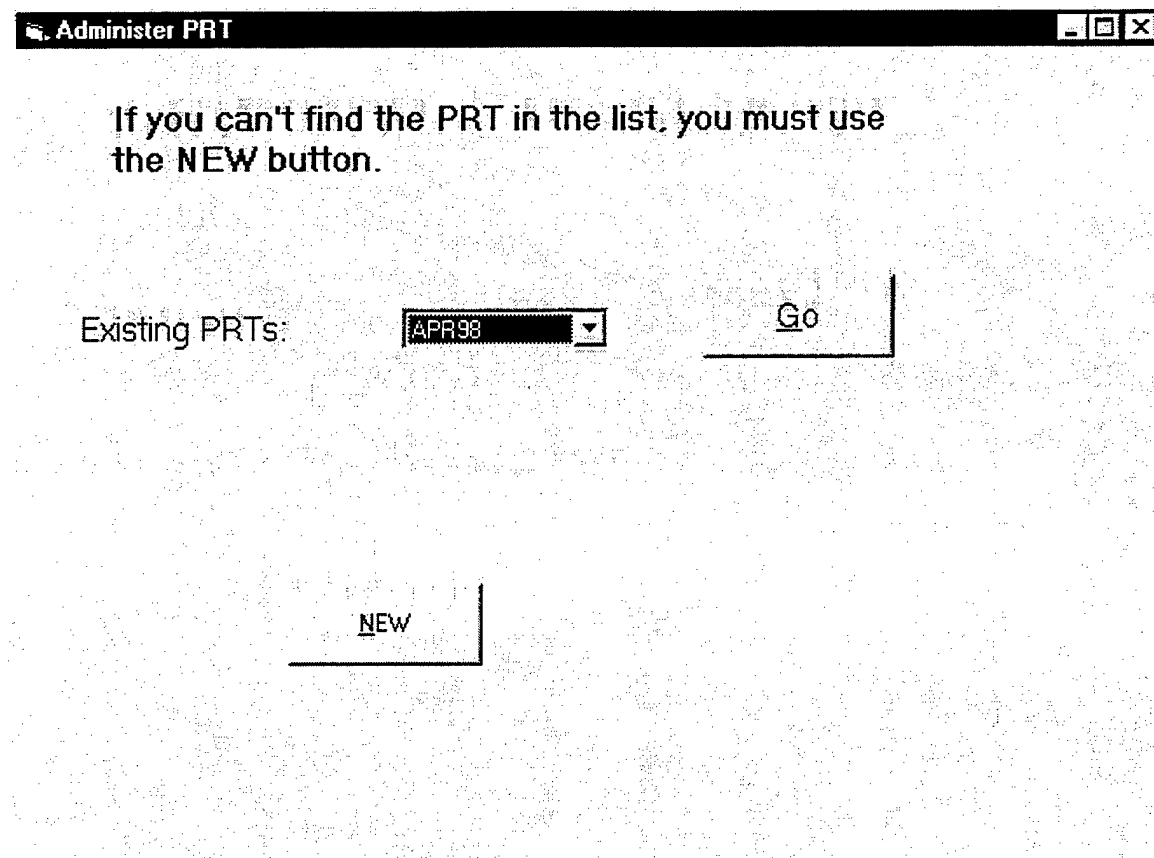 Administer PRT
If you can't find the PRT in the list, you must use
the NEW button.
Existing PRTs:
APR98
Go
NEW